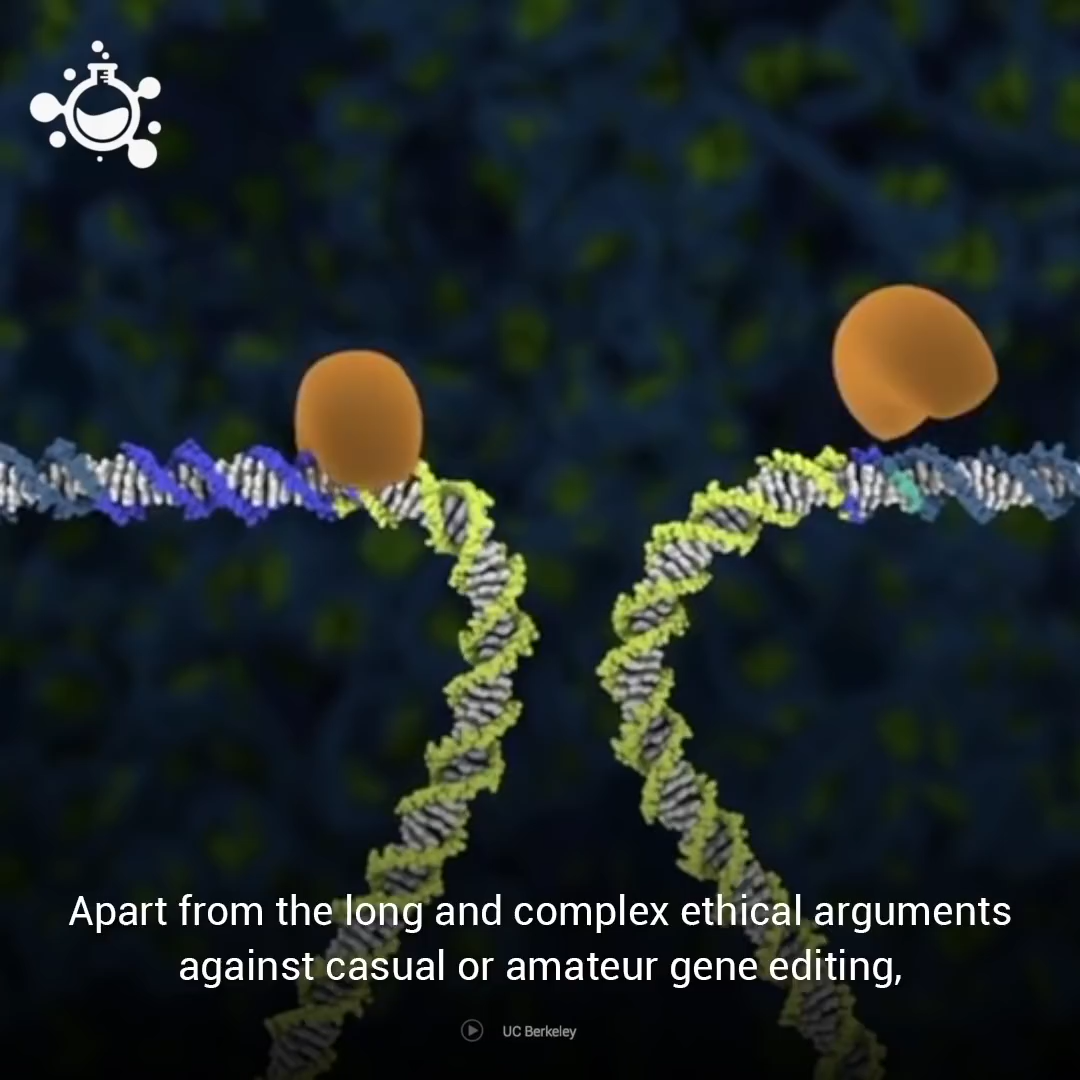 Apart from the long and complex ethical arguments
against casual or amateur gene editing,
UC Berkeley